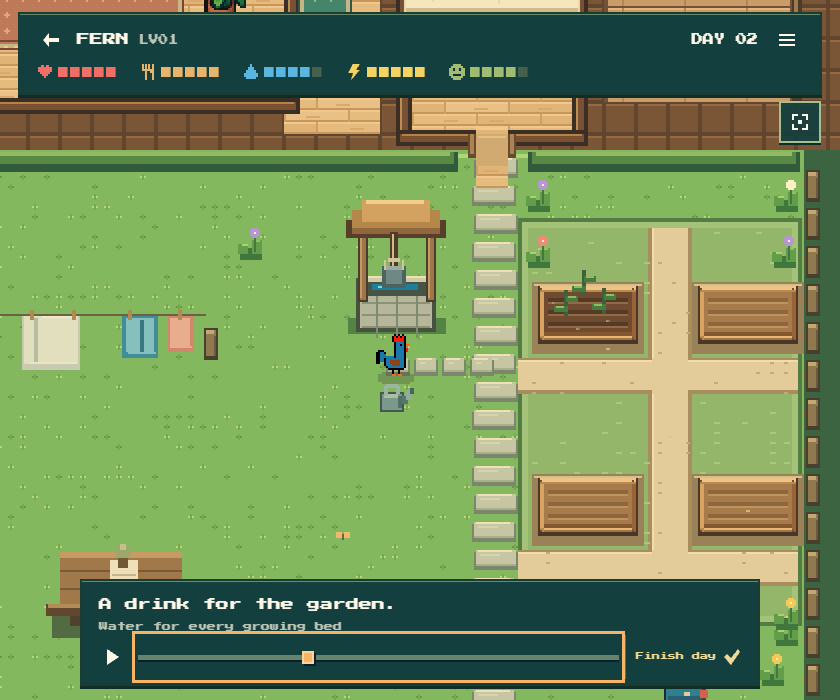 FERN LV01
DAY 02
A drink for the garden.
Water for every growing bed
Finish day